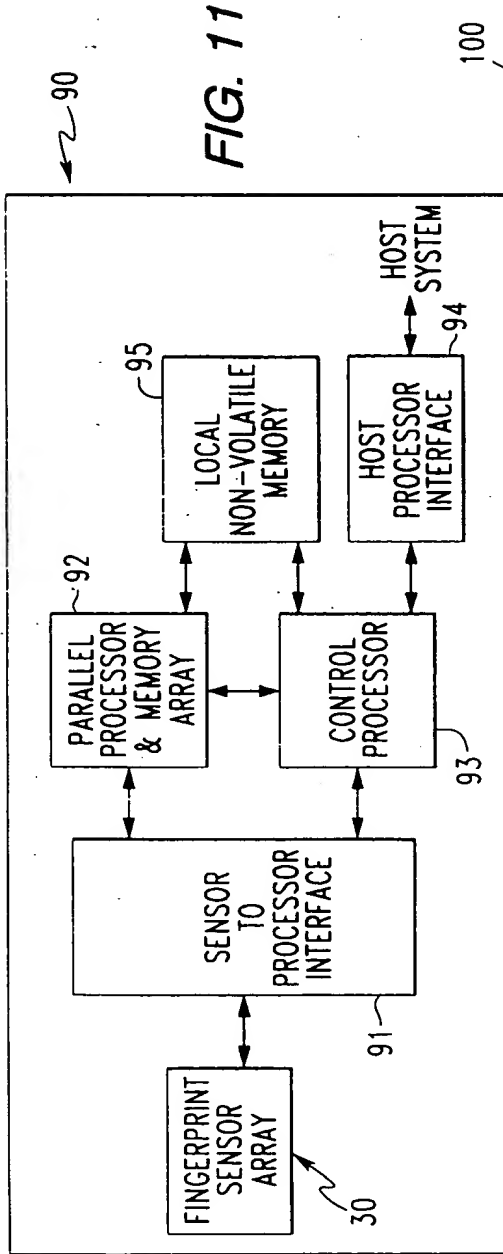 FIG. 11
90
100
FINGERPRINT
SENSOR
ARRAY
30
SENSOR
TO
PROCESSOR
INTERFACE
91
PARALLEL
PROCESSOR
& MEMORY
ARRAY
92
CONTROL
PROCESSOR
93
LOCAL
NON-VOLATILE
MEMORY
95
HOST
PROCESSOR
INTERFACE
94
HOST
SYSTEM